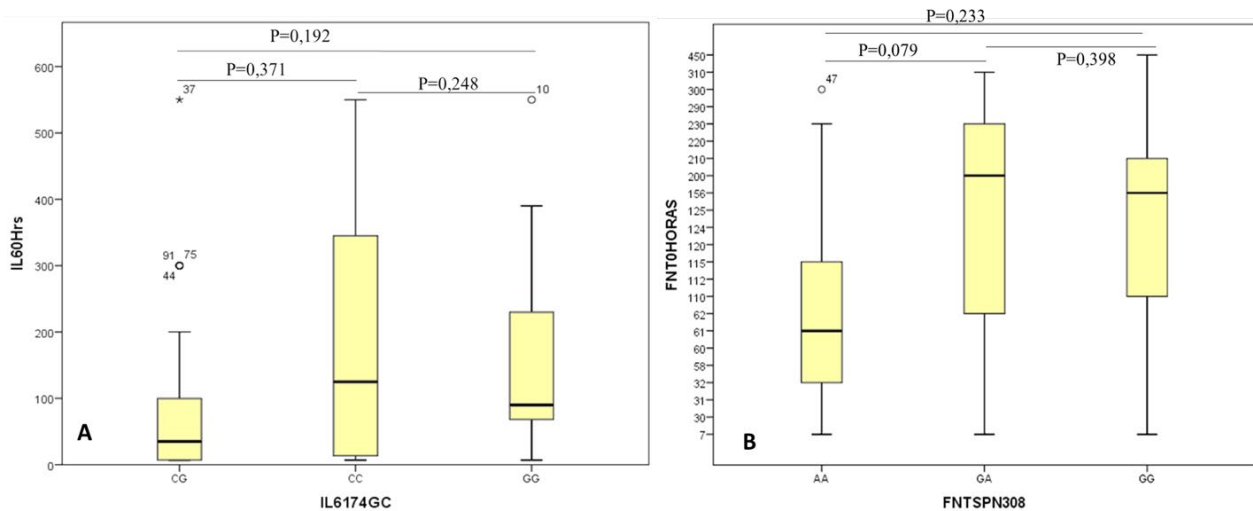 P=0,192
P=0,371
P=0,248
600
500
400
300
200
100
0
IL60Hrs
37
91 75
44
10
A
CG
CC
GG
IL6174GC
P=0,233
P=0,079
P=0,398
450
310
300
290
230
220
210
200
156
125
124
120
115
112
110
62
61
60
58
32
31
30
7
FNT0HORAS
47
B
AA
GA
GG
FNTSPN308